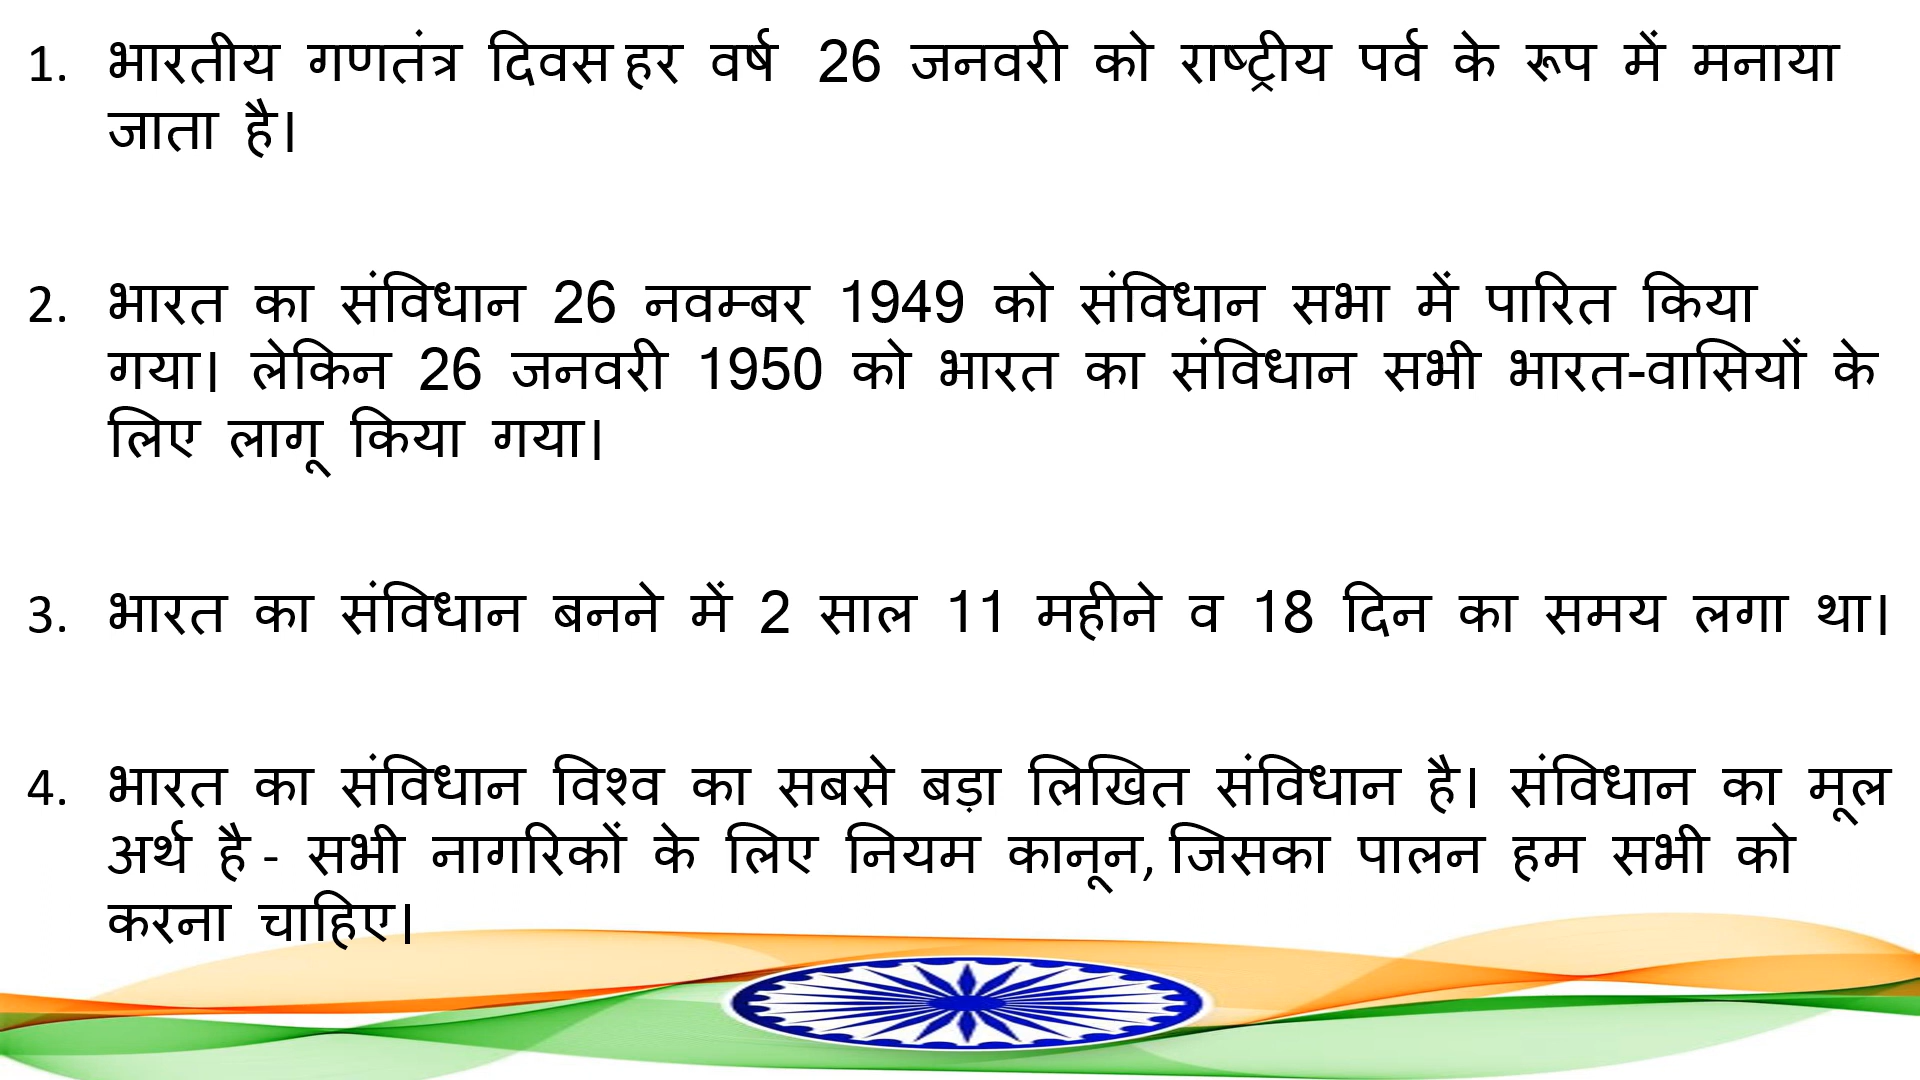 1. भारतीय गणतंत्र दिवस हर वर्ष 26 जनवरी को राष्ट्रीय पर्व के रूप में मनाया
जाता है।
2. भारत का संविधान 26 नवम्बर 1949 को संविधान सभा में पारित किया
गया। लेकिन 26 जनवरी 1950 को भारत का संविधान सभी भारत-वासियों के
लिए लागू किया गया।
3. भारत का संविधान बनने में 2 साल 11 महीने व 18 दिन का समय लगा था।
4. भारत का संविधान विश्व का सबसे बड़ा लिखित संविधान है। संविधान का मूल
अर्थ है - सभी नागरिकों के लिए नियम कानून, जिसका पालन हम सभी को
करना चाहिए।